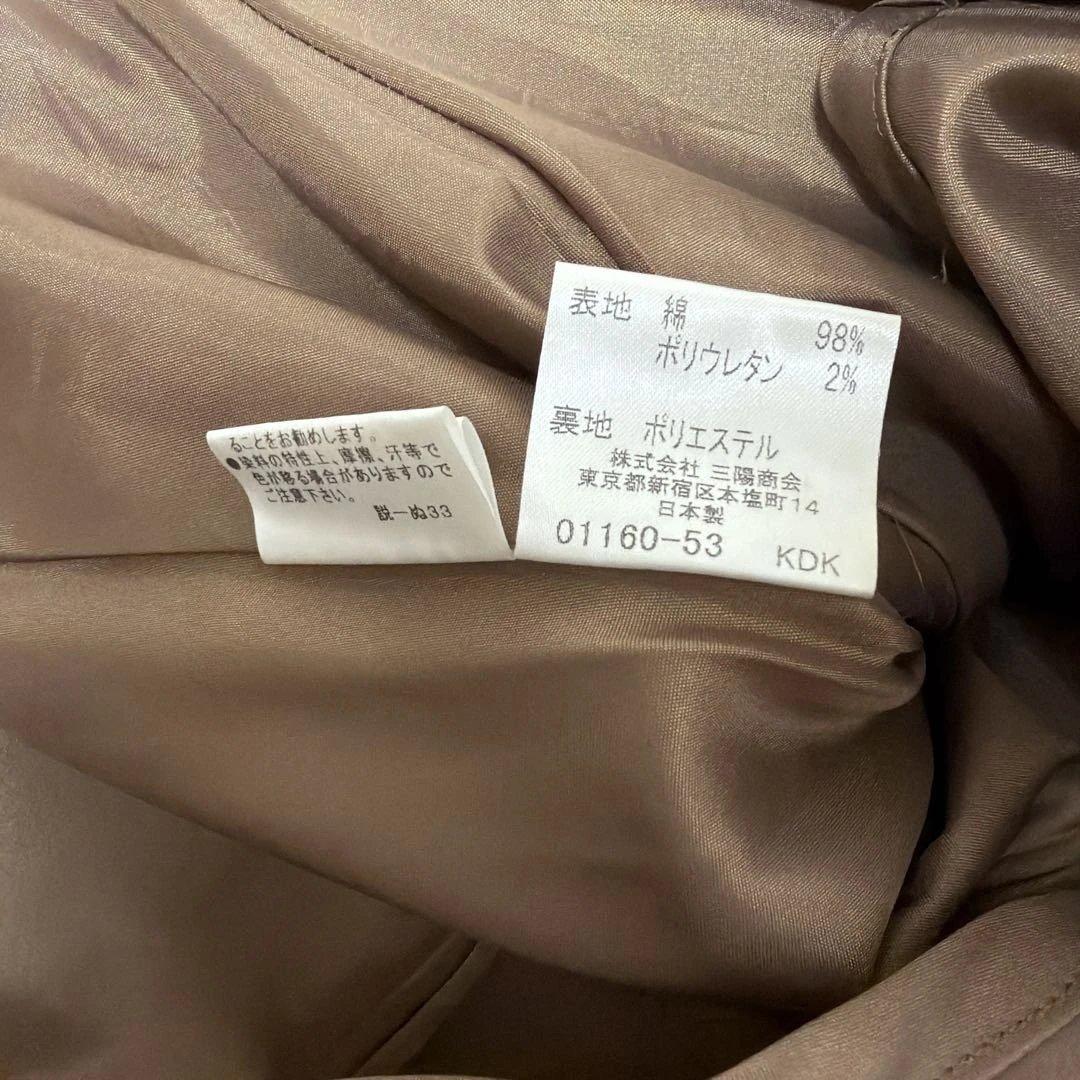 ることをお勧めします。
●染料の特性上、摩擦、汗等で
色が移る場合がありますので
ご注意下さい。
説ーぬ33
表地 綿 98%
ポリウレタン 2%
裏地 ポリエステル
株式会社 三陽商会
東京都新宿区本塩町14
日本製
01160-53 KDK